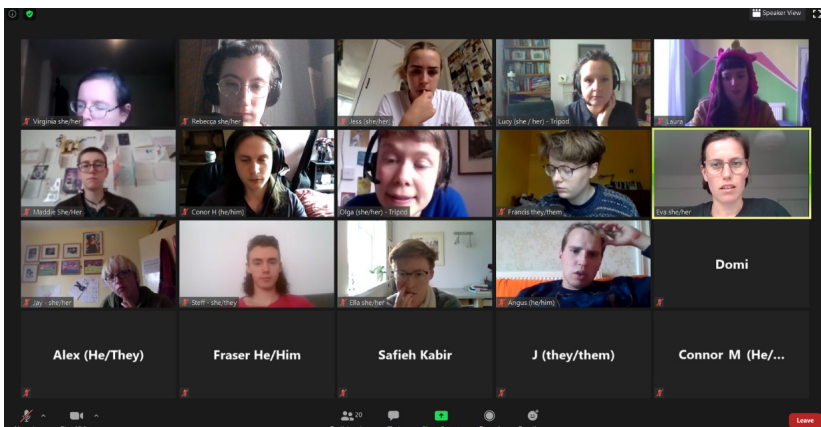 Speaker View
Virginia she/her
Rebecca she/her
Jess (she/her)
Lucy (she / her) - Tripod
Laura
Maddie She/Her
Conor H (he/him)
Olga (she/her) - Tripod
Francis they/them
Eva she/her
Jay - she/her
Steff - she/they
Ella she/her
Angus (he/him)
Domi
Alex (He/They)
Fraser He/Him
Safieh Kabir
J (they/them)
Connor M (He/...
20
Leave